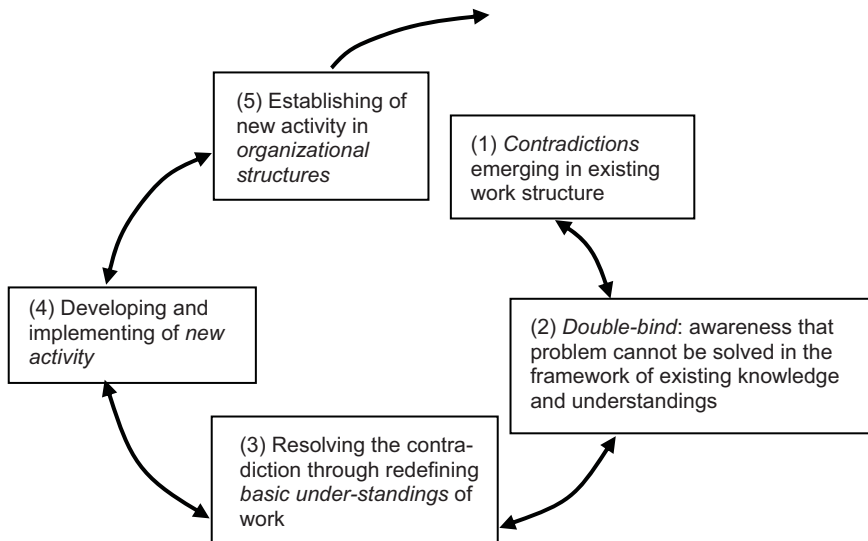 (5) Establishing of
new activity in
organizational
structures
(1) Contradictions
emerging in existing
work structure
(4) Developing and
implementing of new
activity
(2) Double-bind: awareness that
problem cannot be solved in the
framework of existing knowledge
and understandings
(3) Resolving the contra-
diction through redefining
basic under-standings of
work